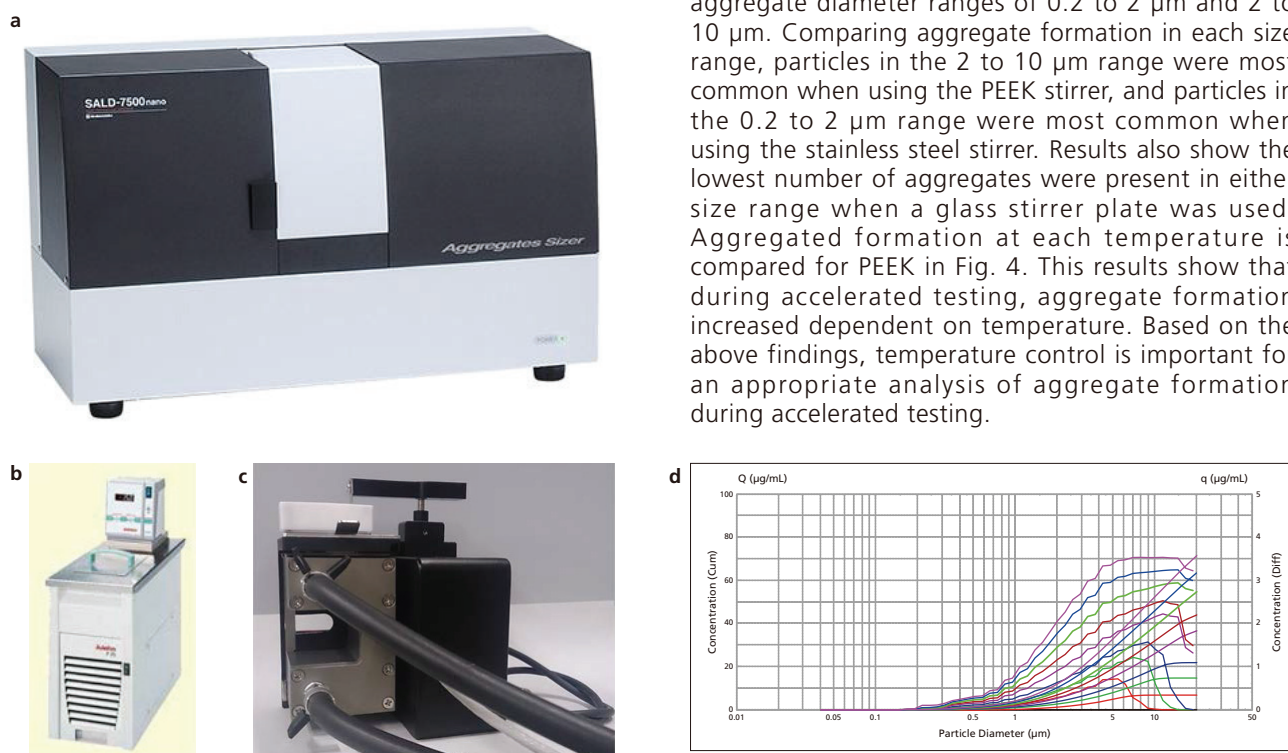 a
SALD-7500nano
Aggregates Sizer
POWER
aggregate diameter ranges of 0.2 to 2 µm and 2 to
10 µm. Comparing aggregate formation in each size
range, particles in the 2 to 10 µm range were most
common when using the PEEK stirrer, and particles in
the 0.2 to 2 µm range were most common when
using the stainless steel stirrer. Results also show the
lowest number of aggregates were present in either
size range when a glass stirrer plate was used.
Aggregated formation at each temperature is
compared for PEEK in Fig. 4. This results show that
during accelerated testing, aggregate formation
increased dependent on temperature. Based on the
above findings, temperature control is important for
an appropriate analysis of aggregate formation
during accelerated testing.
b
c
d
Q (µg/mL)
q (µg/mL)
Concentration (Cum)
100
80
60
40
20
0
5
4
3
2
1
0
Concentration (Diff)
0.01
0.05
0.1
0.5
1
5
10
50
Particle Diameter (µm)